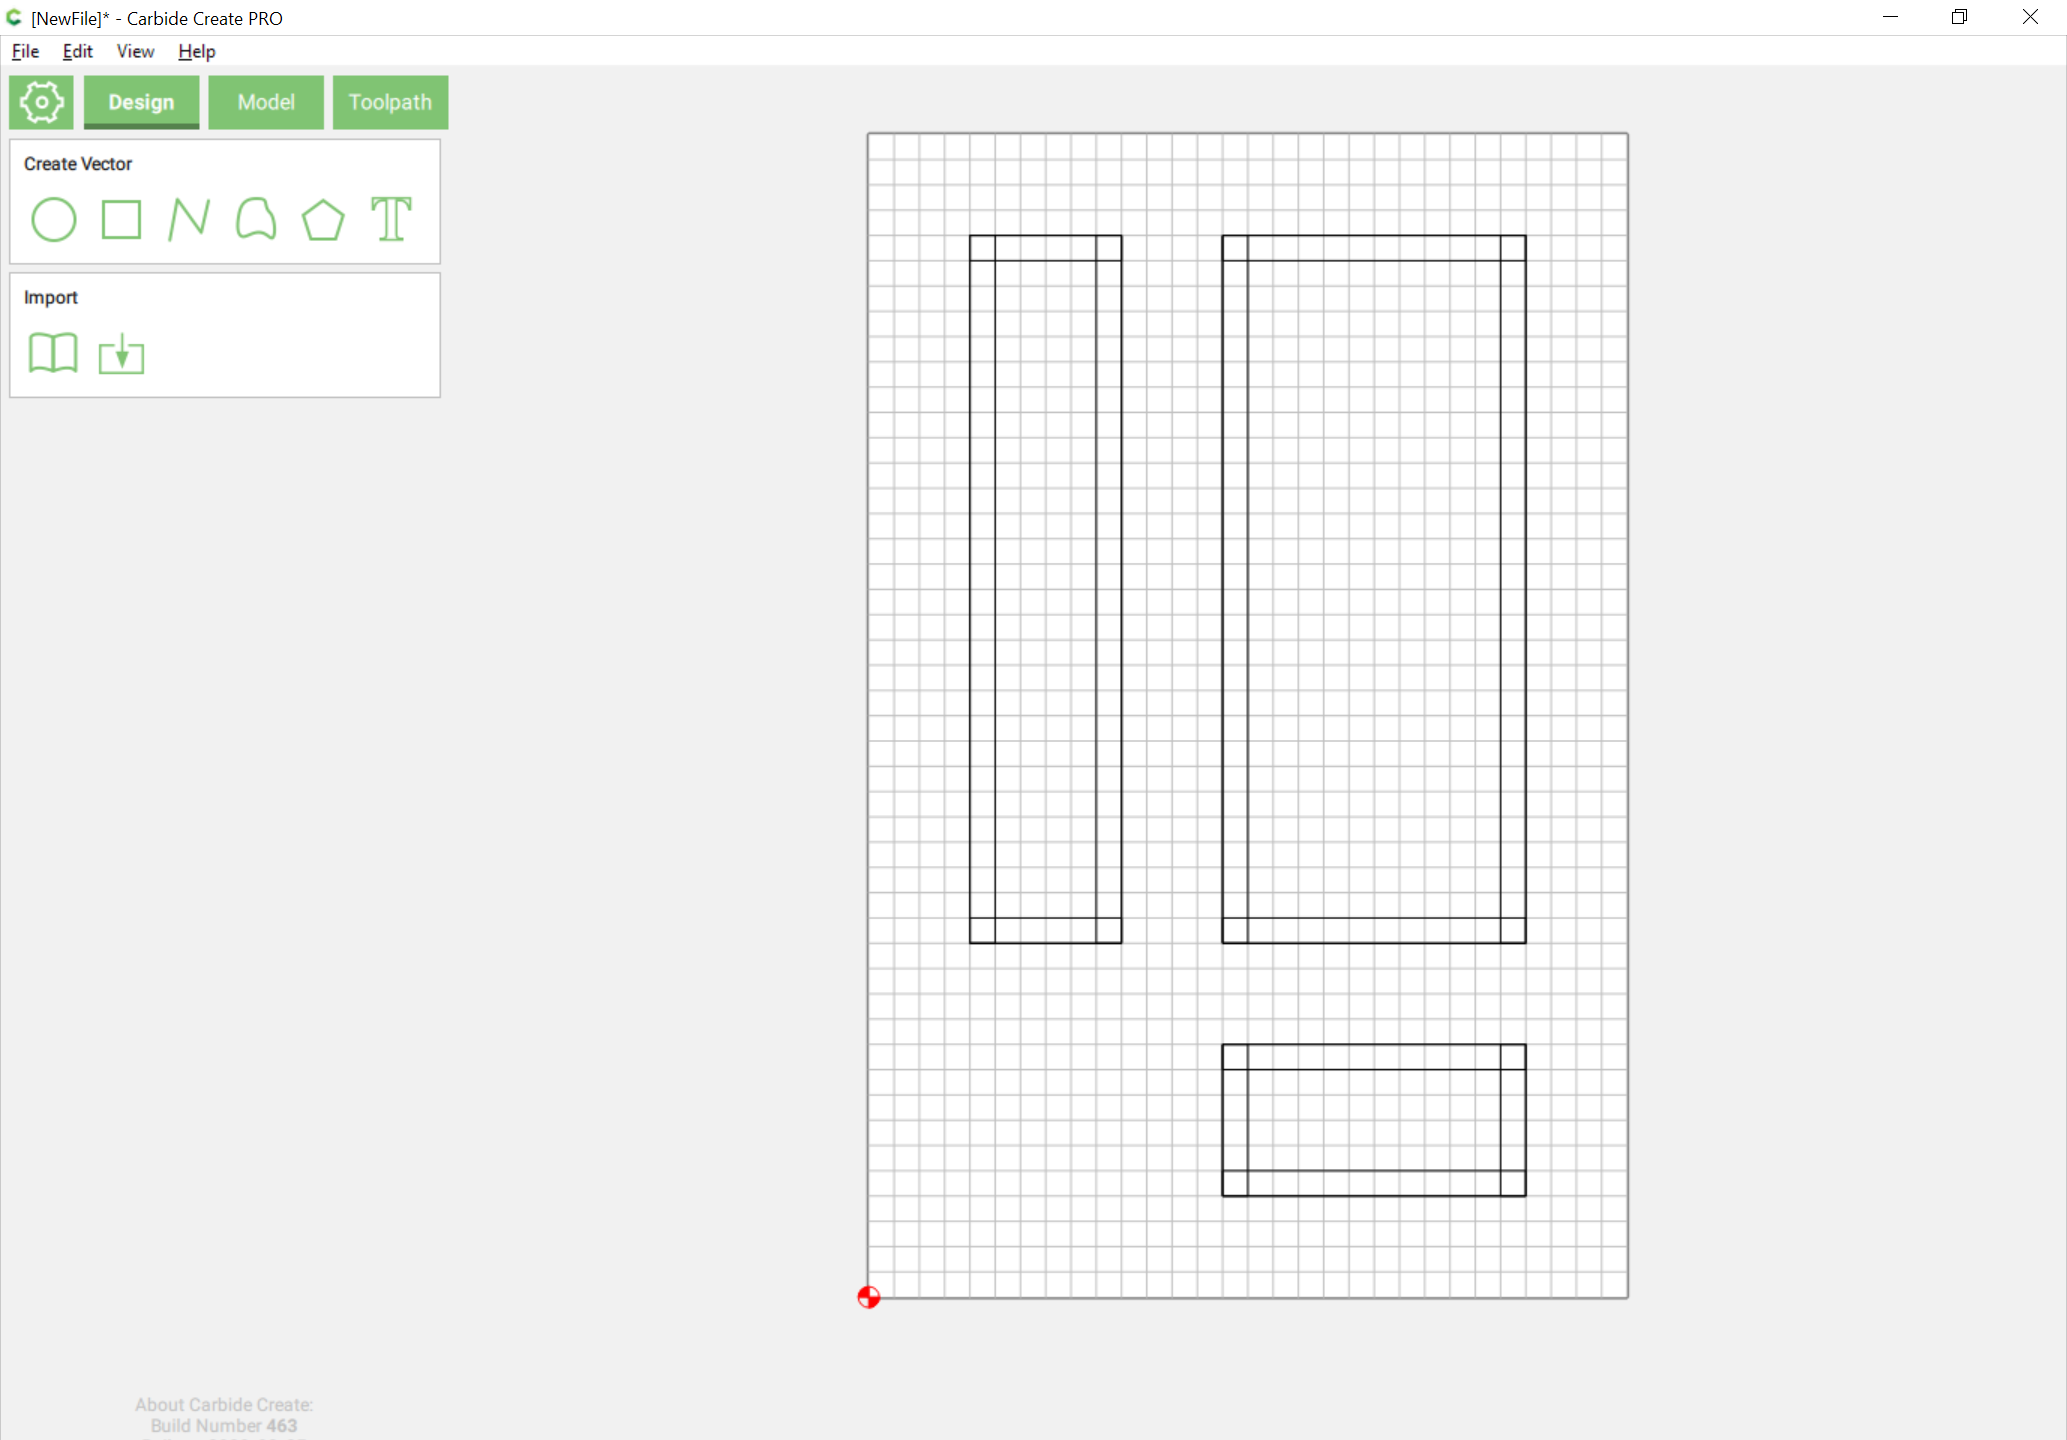 [NewFile]* - Carbide Create PRO
File Edit View Help
Design Model Toolpath
Create Vector
Import
About Carbide Create:
Build Number 463